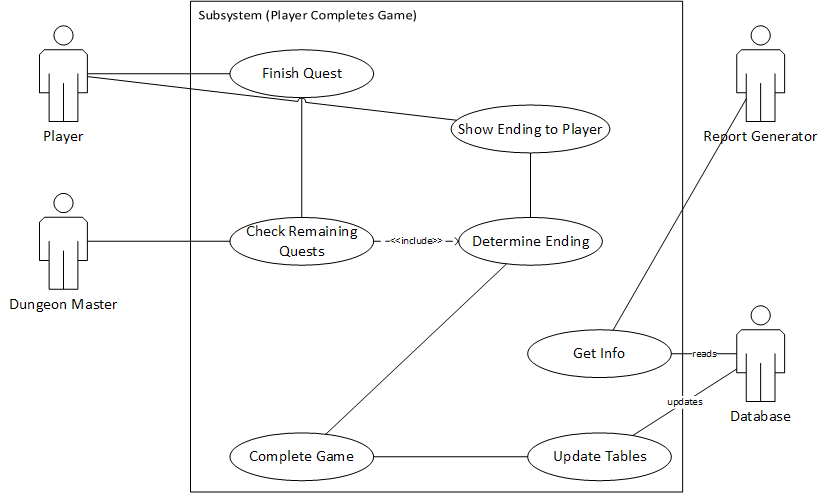 Subsystem (Player Completes Game)
Finish Quest
Show Ending to Player
Player
Report Generator
Check Remaining
Quests
<<include>>
Determine Ending
Dungeon Master
Get Info
reads
updates
Database
Complete Game
Update Tables